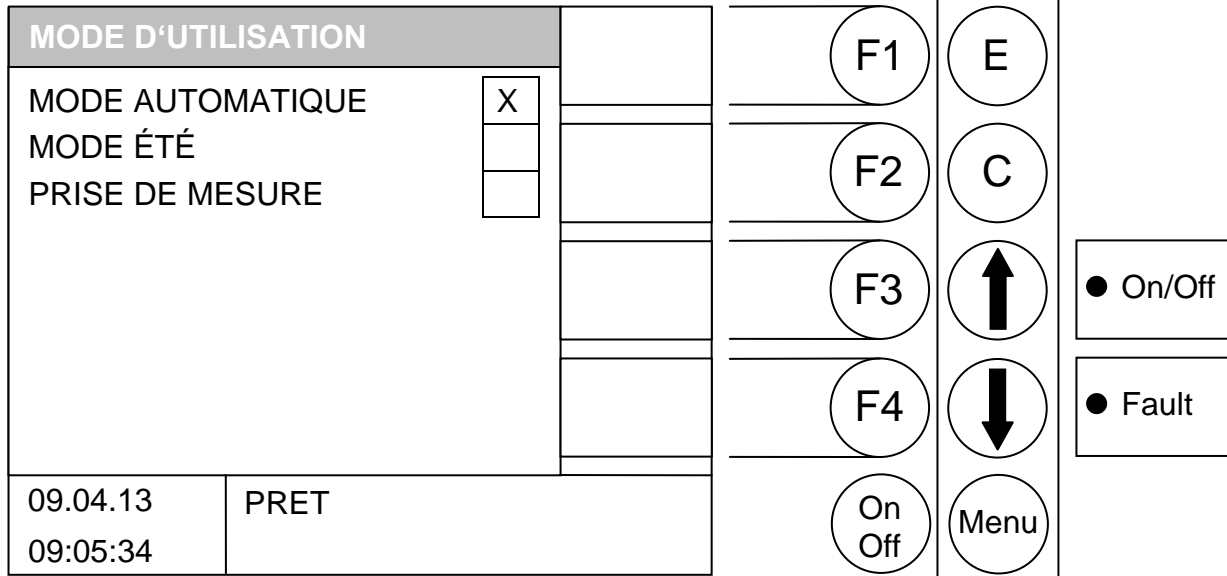 MODE D‘UTILISATION
MODE AUTOMATIQUE X
MODE ÉTÉ
PRISE DE MESURE
09.04.13 PRET
09:05:34
F1 E
F2 C
F3
F4
On
Off
Menu
● On/Off
● Fault